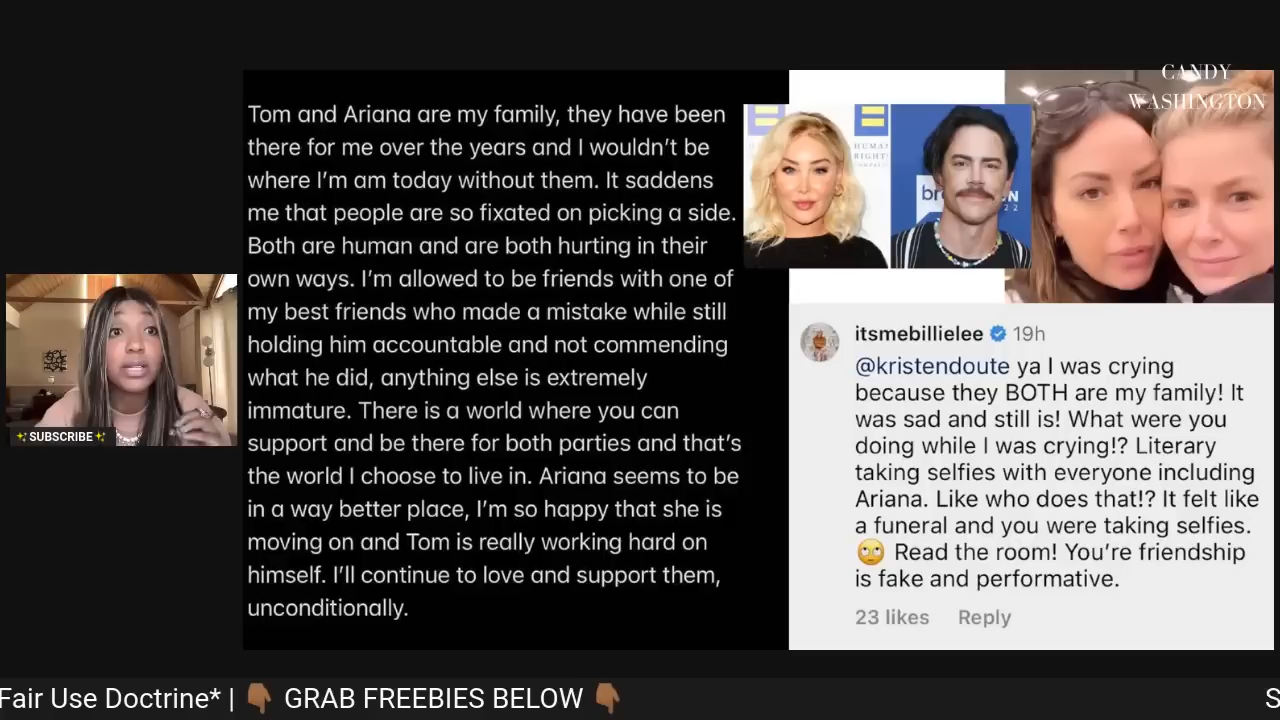 CANDY
WASHINGTON
Tom and Ariana are my family, they have been
there for me over the years and I wouldn't be
where I'm am today without them. It saddens
me that people are so fixated on picking a side.
Both are human and are both hurting in their
own ways. I'm allowed to be friends with one of
my best friends who made a mistake while still
holding him accountable and not commending
what he did, anything else is extremely
immature. There is a world where you can
support and be there for both parties and that's
the world I choose to live in. Ariana seems to be
in a way better place, I'm so happy that she is
moving on and Tom is really working hard on
himself. I'll continue to love and support them,
unconditionally.
HUMAN
RIGHTS
br
N
22
itsmebillielee 19h
@kristendoute ya I was crying
because they BOTH are my family! It
was sad and still is! What were you
doing while I was crying!? Literary
taking selfies with everyone including
Ariana. Like who does that!? It felt like
a funeral and you were taking selfies.
🙄 Read the room! You're friendship
is fake and performative.
23 likes Reply
✨SUBSCRIBE✨
Fair Use Doctrine* | 👇🏾 GRAB FREEBIES BELOW 👇🏾 S